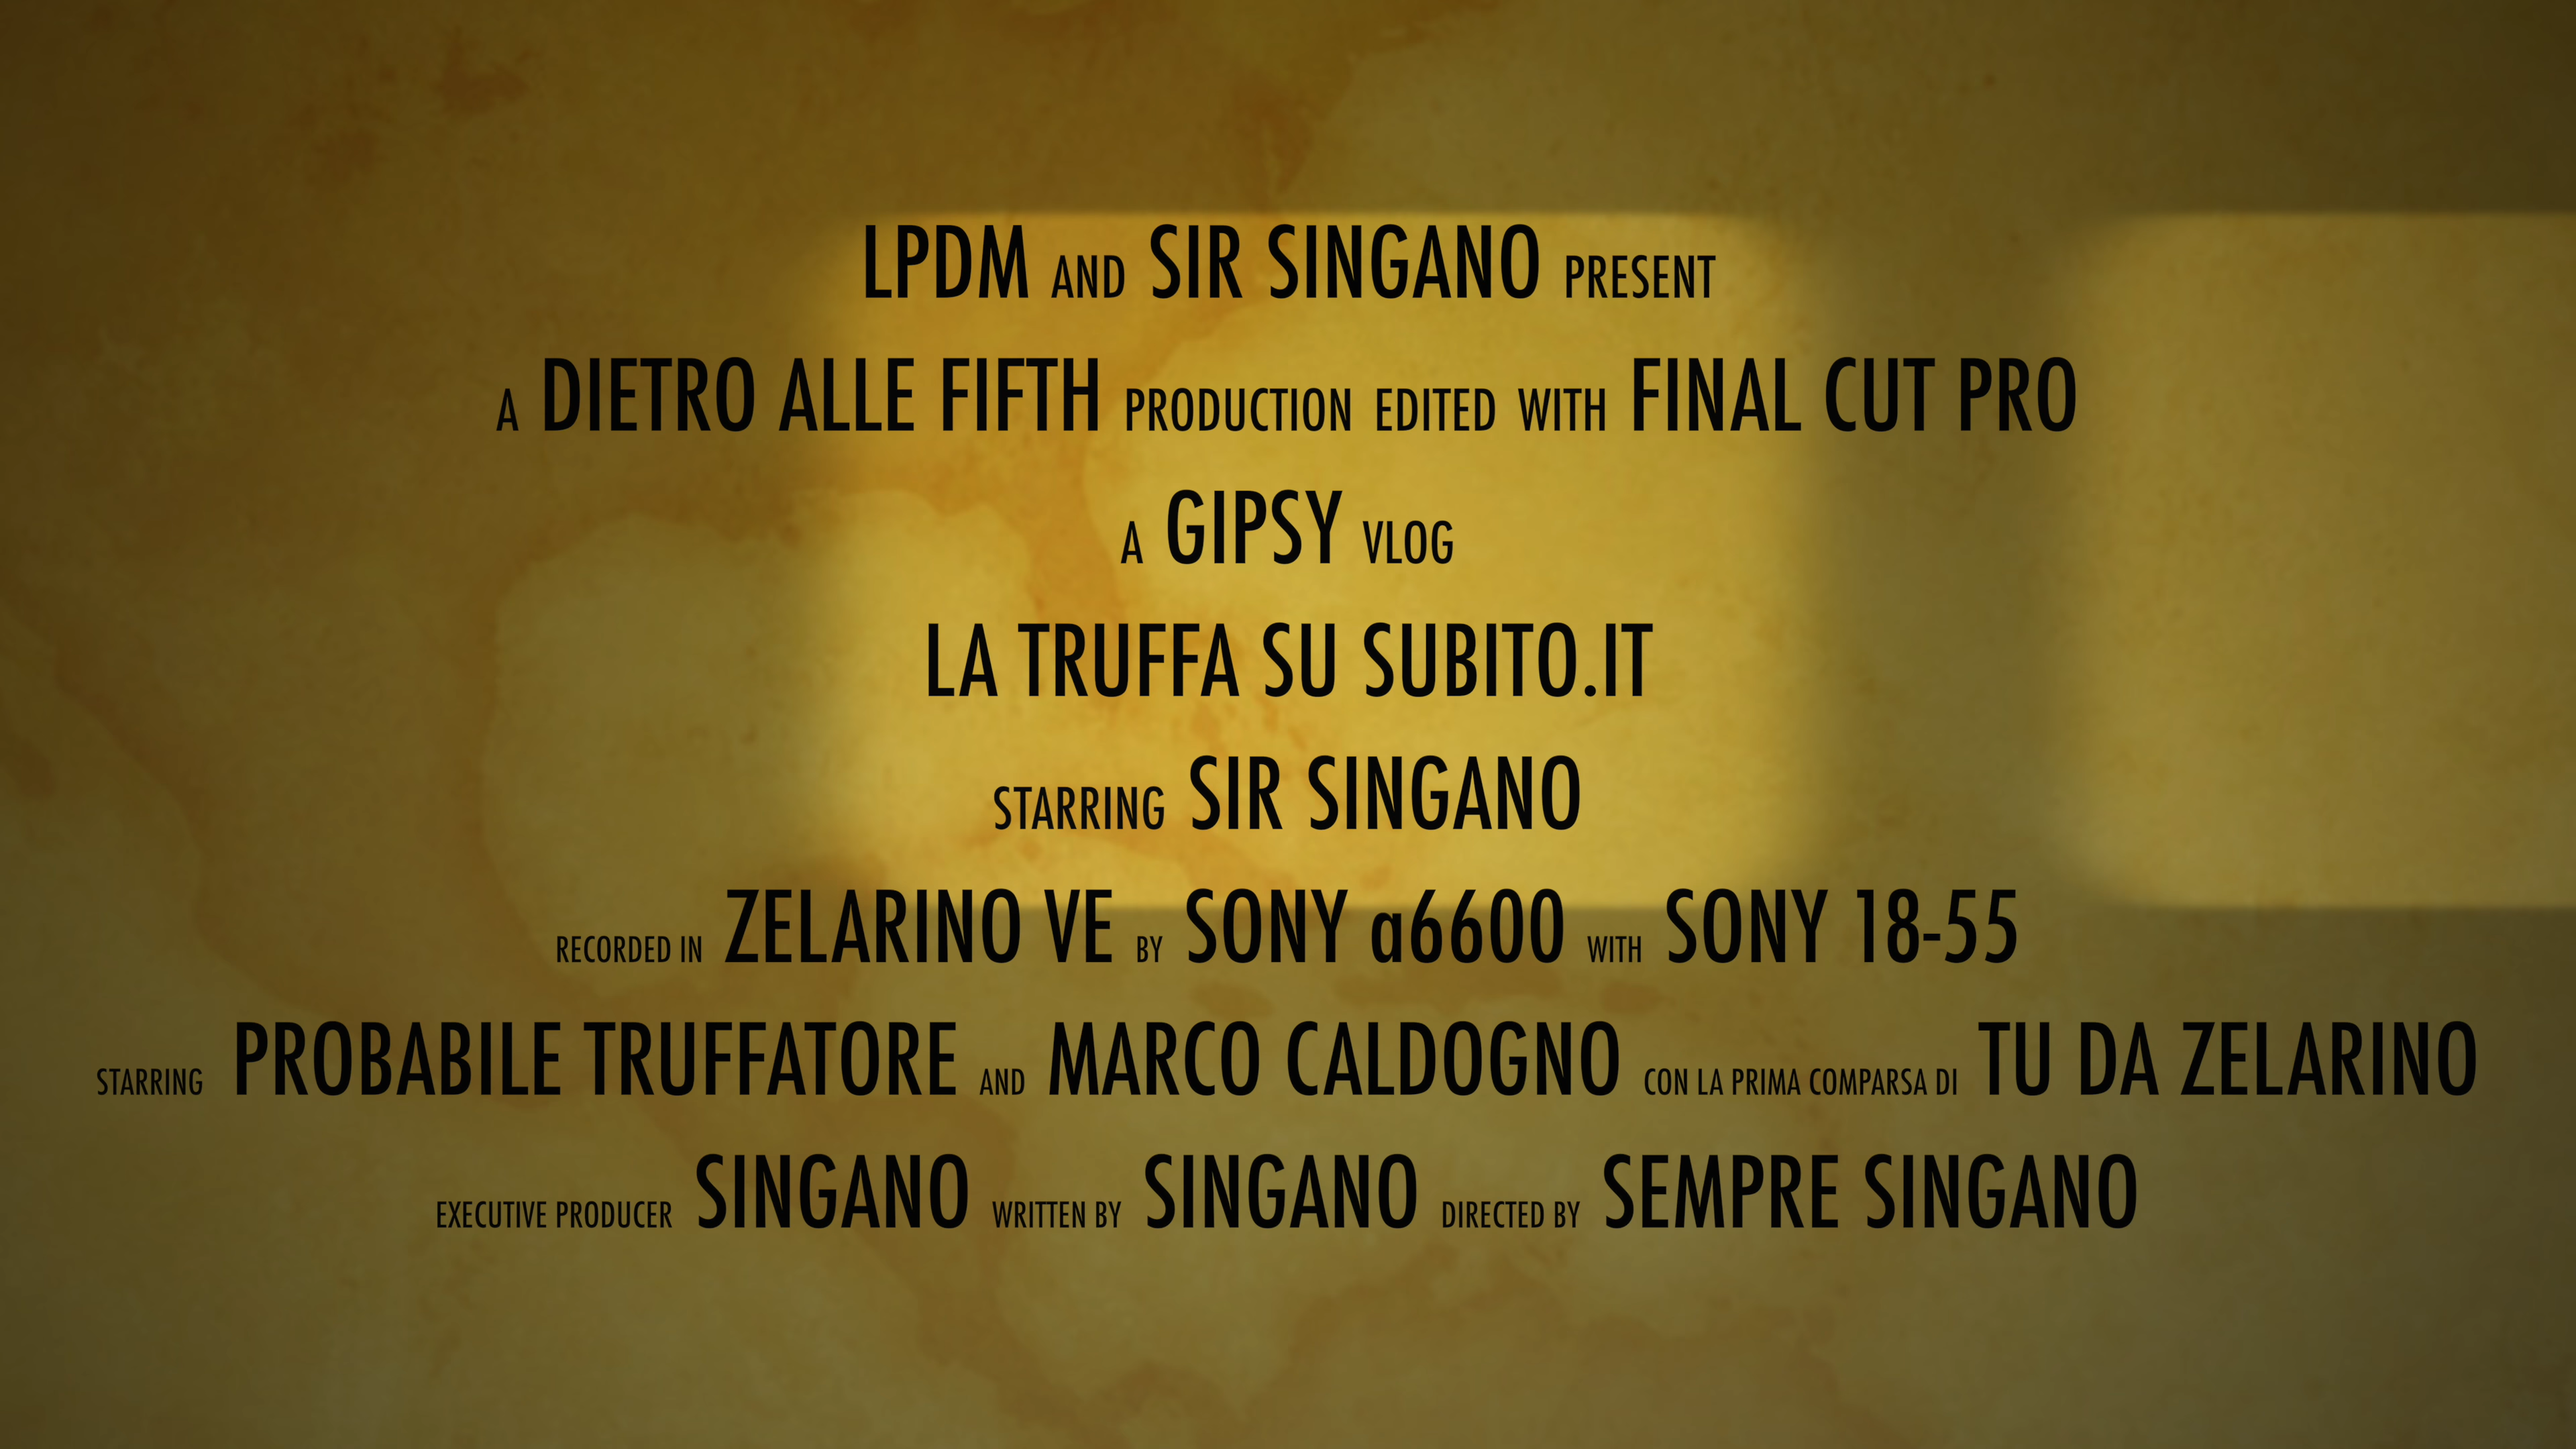 LPDM AND SIR SINGANO PRESENT
A DIETRO ALLE FIFTH PRODUCTION EDITED WITH FINAL CUT PRO
A GIPSY VLOG
LA TRUFFA SU SUBITO.IT
STARRING SIR SINGANO
RECORDED IN ZELARINO VE BY SONY a6600 WITH SONY 18-55
STARRING PROBABILE TRUFFATORE AND MARCO CALDOGNO CON LA PRIMA COMPARSA DI TU DA ZELARINO
EXECUTIVE PRODUCER SINGANO WRITTEN BY SINGANO DIRECTED BY SEMPRE SINGANO